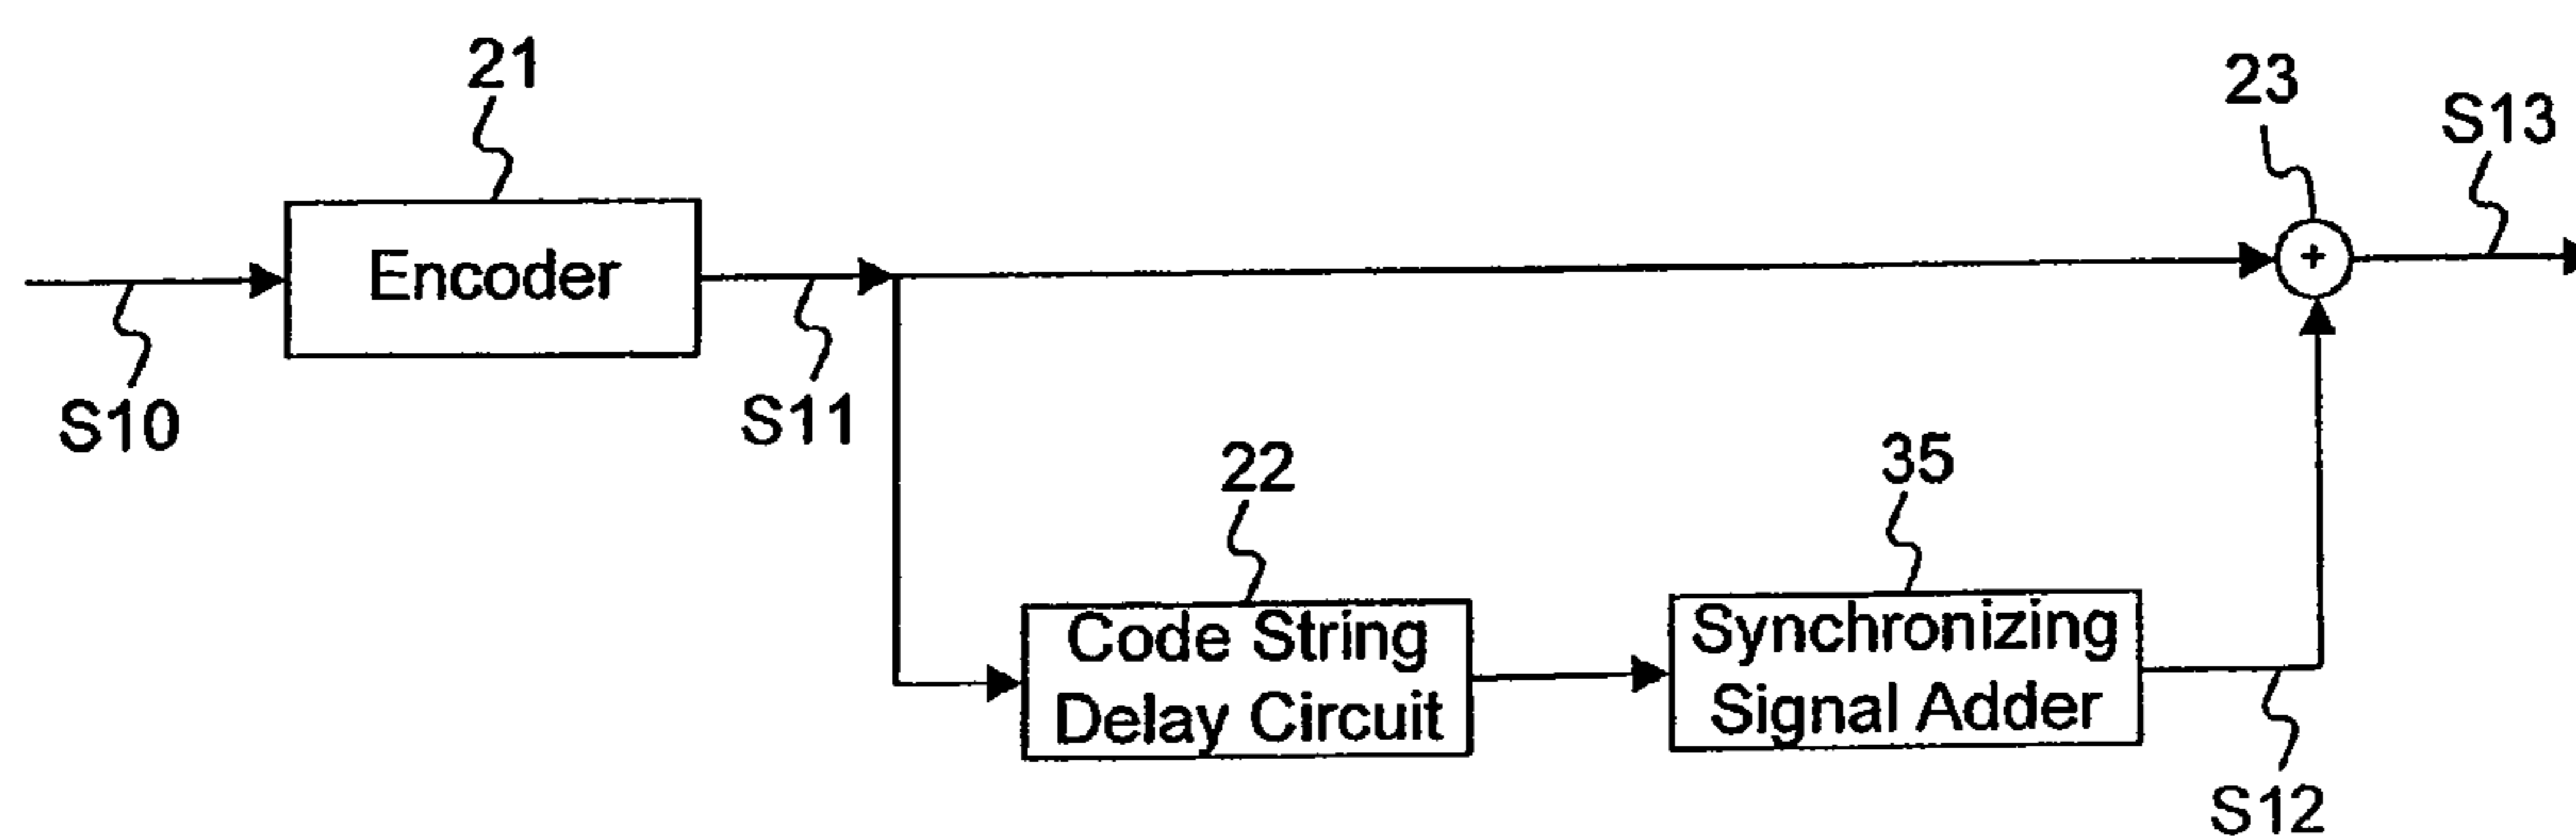 21
23
S13
Encoder
+
S10
S11
22
35
Code String
Delay Circuit
Synchronizing
Signal Adder
S12